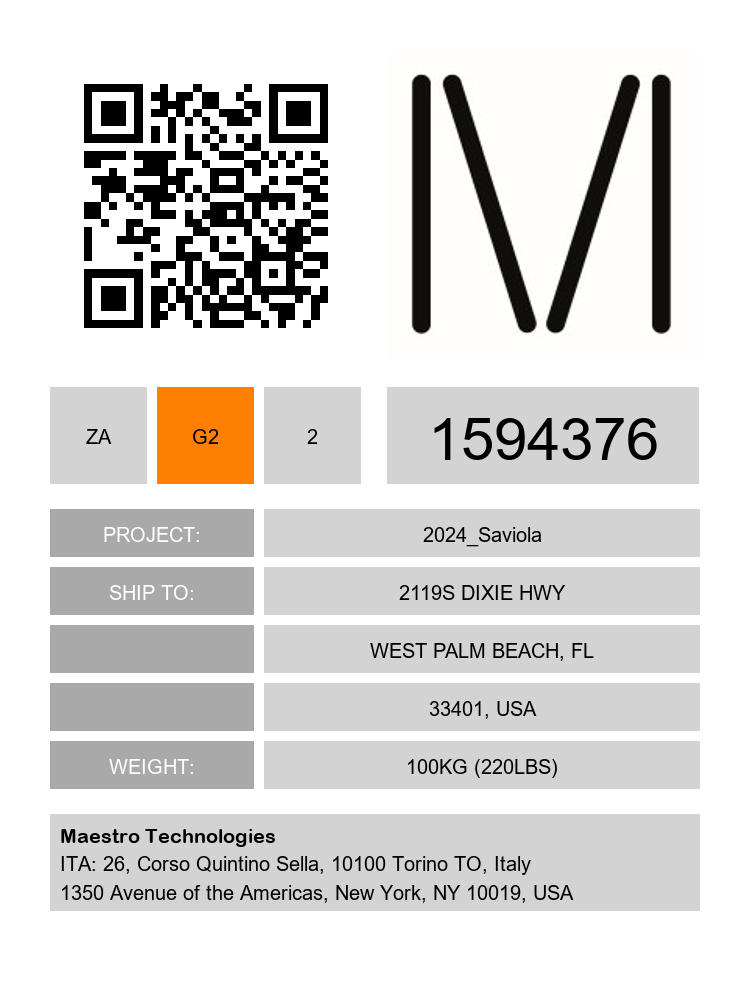 M
ZA G2 2 1594376
PROJECT: 2024_Saviola
SHIP TO: 2119S DIXIE HWY
WEST PALM BEACH, FL
33401, USA
WEIGHT: 100KG (220LBS)
Maestro Technologies
ITA: 26, Corso Quintino Sella, 10100 Torino TO, Italy
1350 Avenue of the Americas, New York, NY 10019, USA